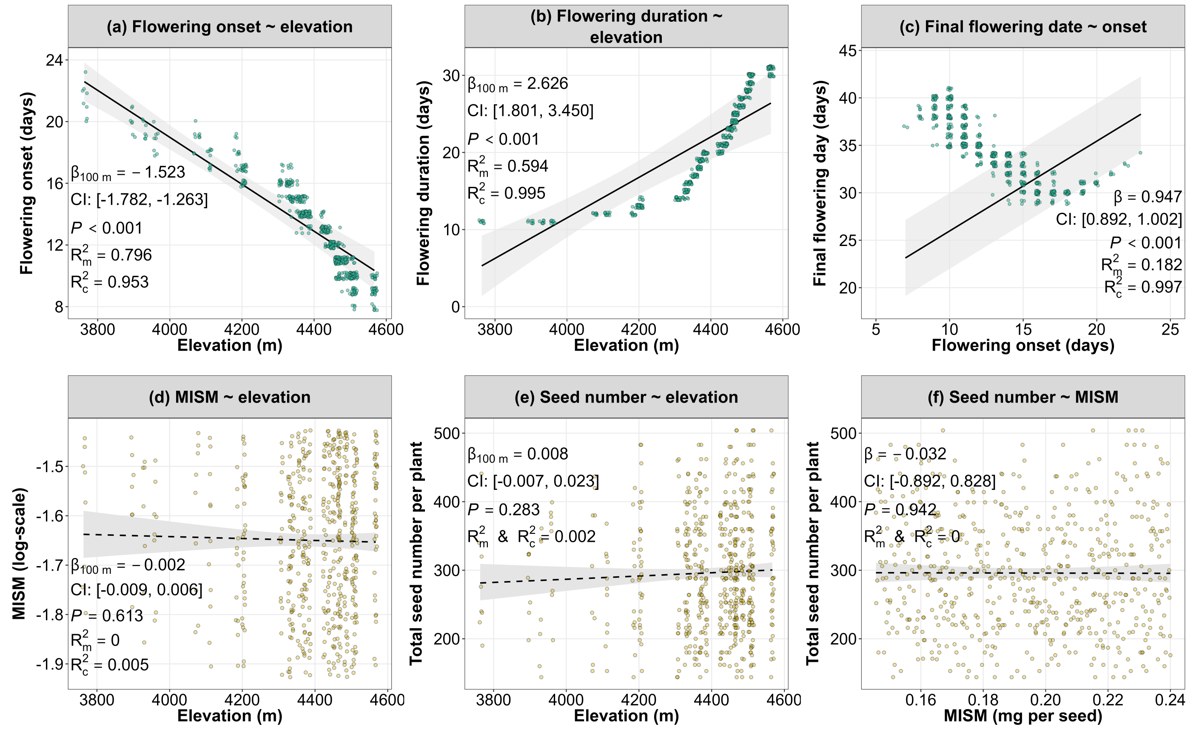 (a) Flowering onset ~ elevation
Flowering onset (days)
24
20
16
12
8
β100 m = −1.523
CI: [-1.782, -1.263]
P < 0.001
R²m = 0.796
R²c = 0.953
3800 4000 4200 4400 4600
Elevation (m)
(b) Flowering duration ~
elevation
Flowering duration (days)
30
20
10
0
β100 m = 2.626
CI: [1.801, 3.450]
P < 0.001
R²m = 0.594
R²c = 0.995
3800 4000 4200 4400 4600
Elevation (m)
(c) Final flowering date ~ onset
Final flowering day (days)
45
40
35
30
25
20
β = 0.947
CI: [0.892, 1.002]
P < 0.001
R²m = 0.182
R²c = 0.997
5 10 15 20 25
Flowering onset (days)
(d) MISM ~ elevation
MISM (log-scale)
-1.5
-1.6
-1.7
-1.8
-1.9
β100 m = −0.002
CI: [-0.009, 0.006]
P = 0.613
R²m = 0
R²c = 0.005
3800 4000 4200 4400 4600
Elevation (m)
(e) Seed number ~ elevation
Total seed number per plant
500
400
300
200
β100 m = 0.008
CI: [-0.007, 0.023]
P = 0.283
R²m & R²c = 0.002
3800 4000 4200 4400 4600
Elevation (m)
(f) Seed number ~ MISM
Total seed number per plant
500
400
300
200
β = −0.032
CI: [-0.892, 0.828]
P = 0.942
R²m & R²c = 0
0.16 0.18 0.20 0.22 0.24
MISM (mg per seed)